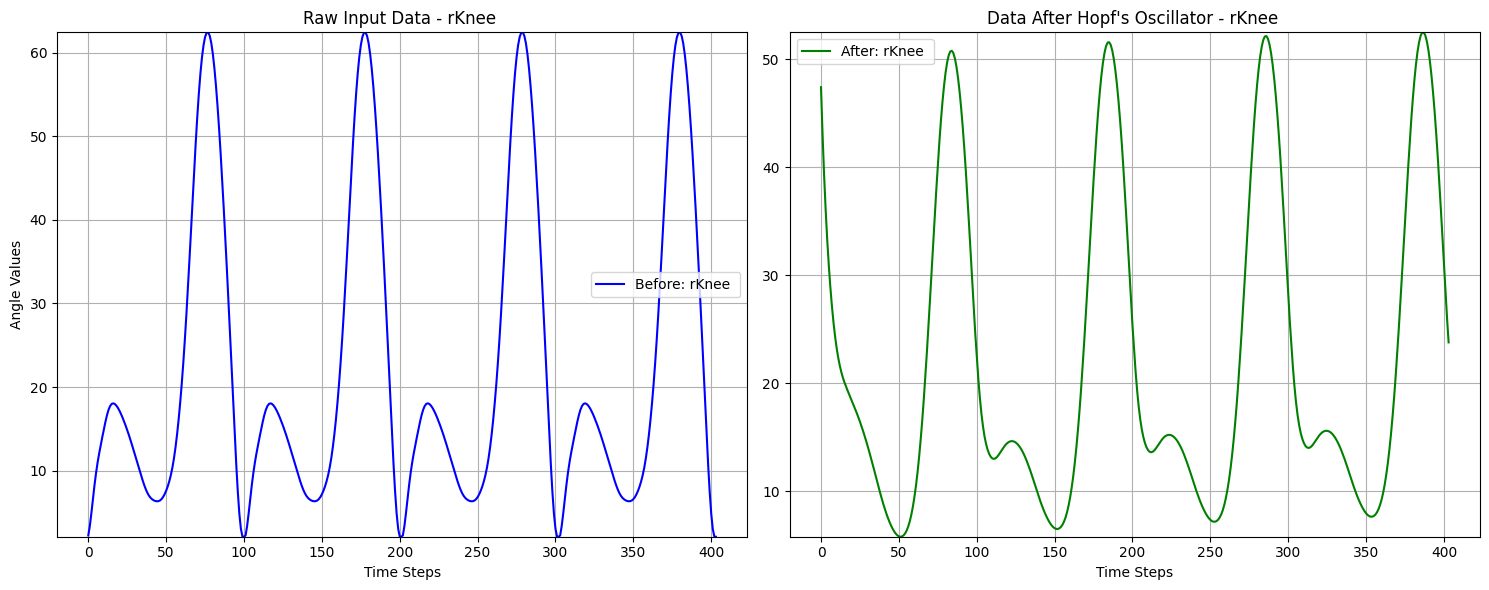 Raw Input Data - rKnee
Angle Values
60
50
40
30
20
10
Before: rKnee
0 50 100 150 200 250 300 350 400
Time Steps
Data After Hopf's Oscillator - rKnee
After: rKnee
50
40
30
20
10
0 50 100 150 200 250 300 350 400
Time Steps